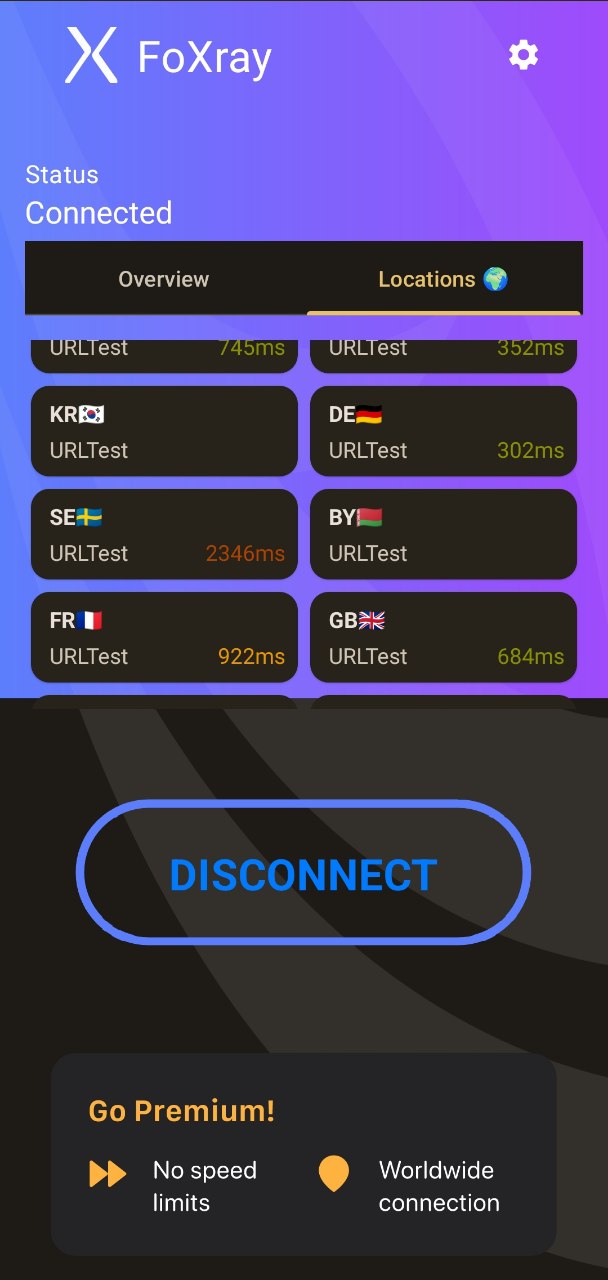 FoXray
Status
Connected
Overview
Locations 🌍
URLTest 745ms
URLTest 352ms
KR🇰🇷
URLTest
DE🇩🇪
URLTest 302ms
SE🇸🇪
URLTest 2346ms
BY🇧🇾
URLTest
FR🇫🇷
URLTest 922ms
GB🇬🇧
URLTest 684ms
DISCONNECT
Go Premium!
No speed
limits
Worldwide
connection